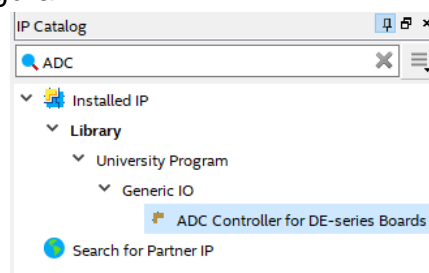 IP Catalog
ADC
Installed IP
Library
University Program
Generic IO
ADC Controller for DE-series Boards
Search for Partner IP